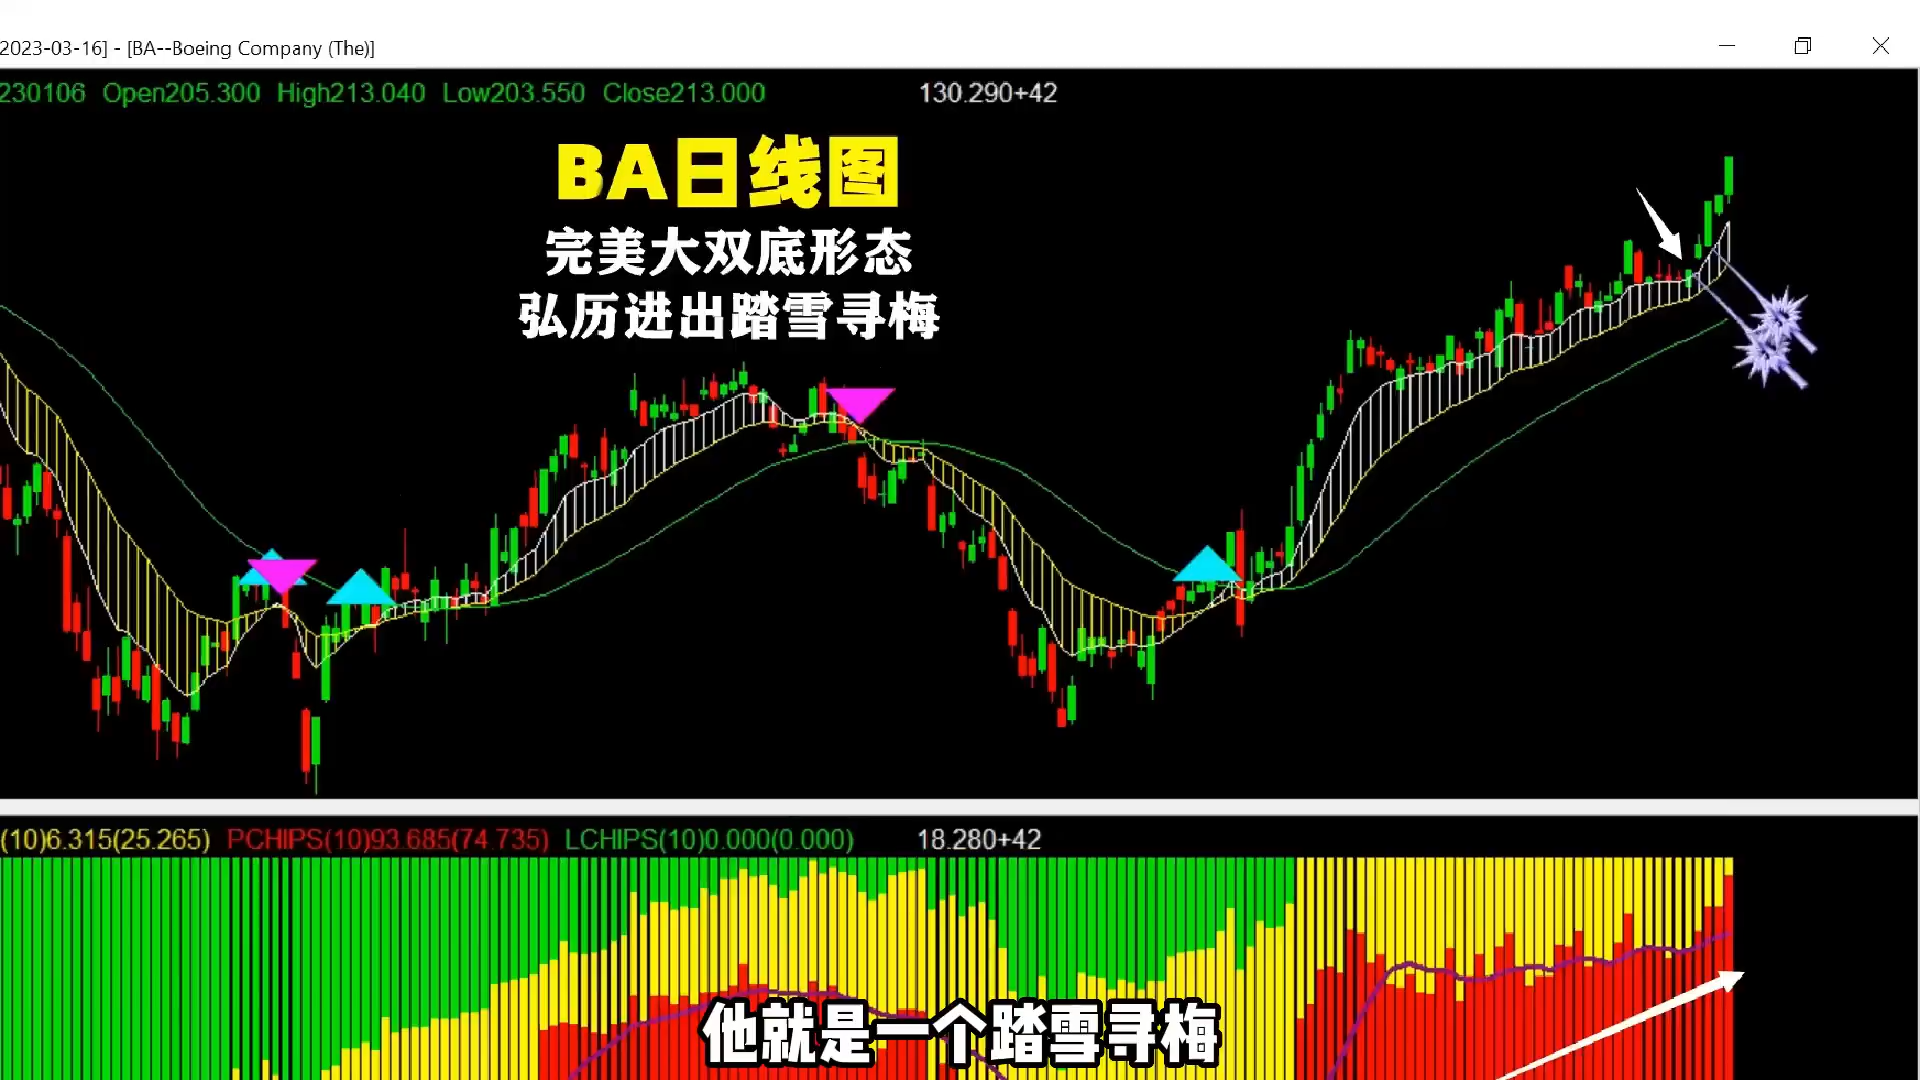 2023-03-16] - [BA--Boeing Company (The)]
230106 Open205.300 High213.040 Low203.550 Close213.000 130.290+42
BA日线图
完美大双底形态
弘历进出踏雪寻梅
(10)6.315(25.265) PCHIPS(10)93.685(74.735) LCHIPS(10)0.000(0.000) 18.280+42
他就是一个踏雪寻梅